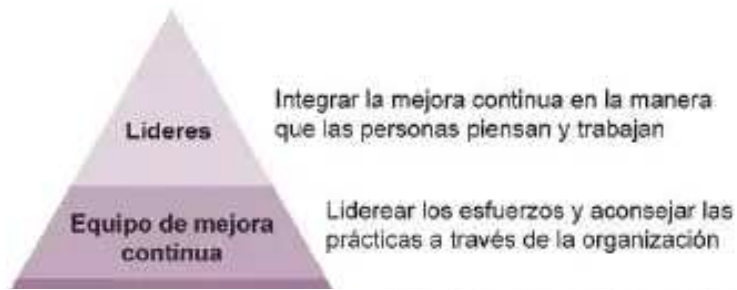 Lideres
Integrar la mejora continua en la manera
que las personas piensan y trabajan
Equipo de mejora
continua
Liderear los esfuerzos y aconsejar las
prácticas a través de la organización